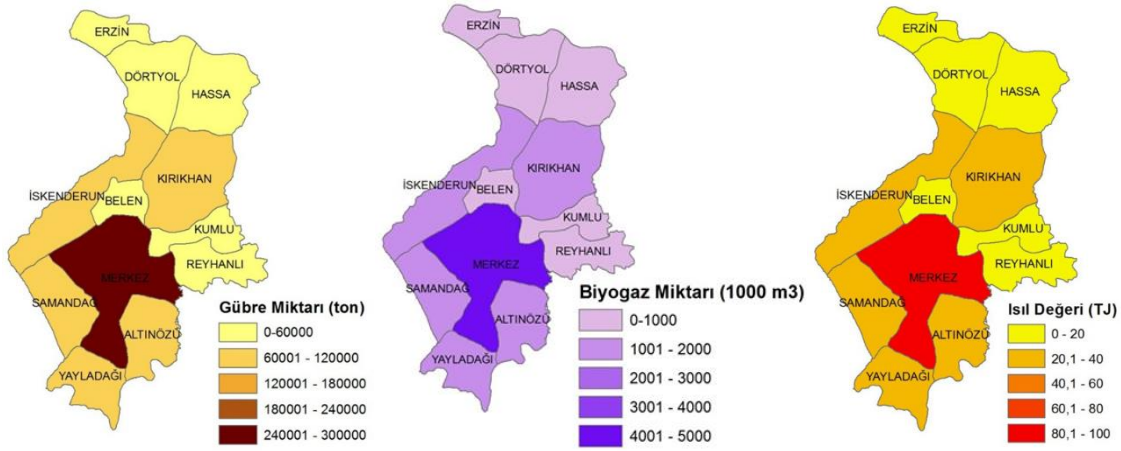 ERZİN
DÖRTYOL
HASSA
KIRIKHAN
İSKENDERUN
BELEN
KUMLU
REYHANLI
MERKEZ
SAMANDAĞ
ALTINÖZÜ
YAYLADAĞI
Gübre Miktarı (ton)
0-60000
60001 - 120000
120001 - 180000
180001 - 240000
240001 - 300000
ERZİN
DÖRTYOL
HASSA
KIRIKHAN
İSKENDERUN
BELEN
KUMLU
REYHANLI
MERKEZ
SAMANDAĞ
ALTINÖZÜ
YAYLADAĞI
Biyogaz Miktarı (1000 m3)
0-1000
1001 - 2000
2001 - 3000
3001 - 4000
4001 - 5000
ERZİN
DÖRTYOL
HASSA
KIRIKHAN
İSKENDERUN
BELEN
KUMLU
REYHANLI
MERKEZ
SAMANDAĞ
ALTINÖZÜ
YAYLADAĞI
Isıl Değeri (TJ)
0 - 20
20,1 - 40
40,1 - 60
60,1 - 80
80,1 - 100